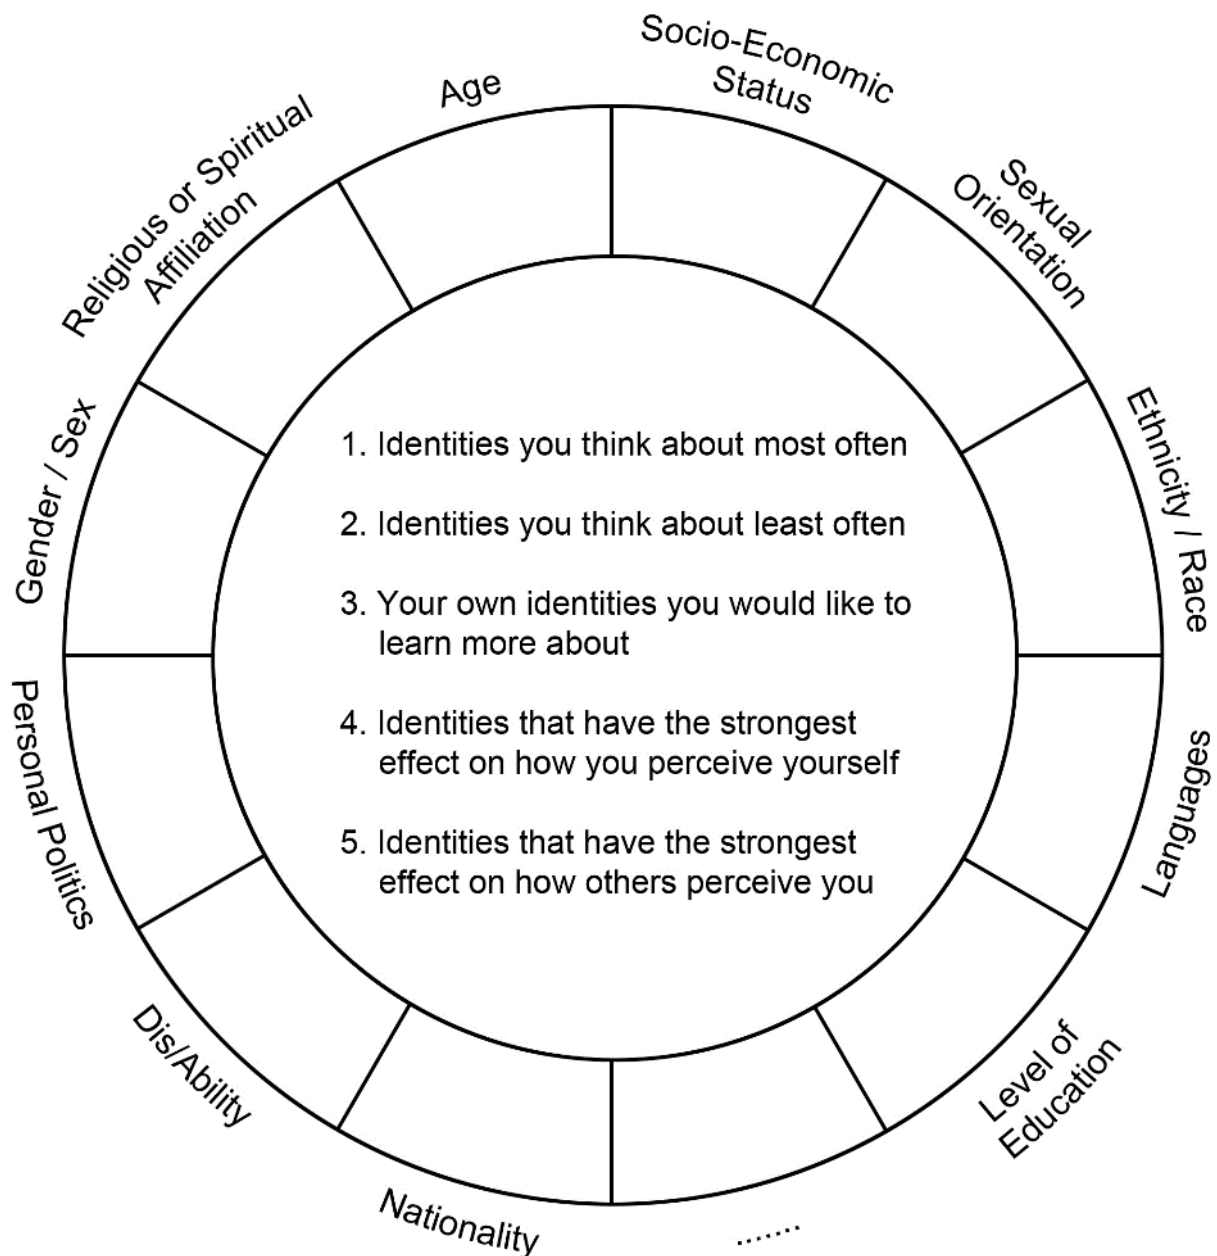 Socio-Economic
Status
Sexual
Orientation
Ethnicity / Race
Languages
Level of
Education
.......
Nationality
Dis/Ability
Personal Politics
Gender / Sex
Religious or Spiritual
Affiliation
Age
1. Identities you think about most often
2. Identities you think about least often
3. Your own identities you would like to
learn more about
4. Identities that have the strongest
effect on how you perceive yourself
5. Identities that have the strongest
effect on how others perceive you